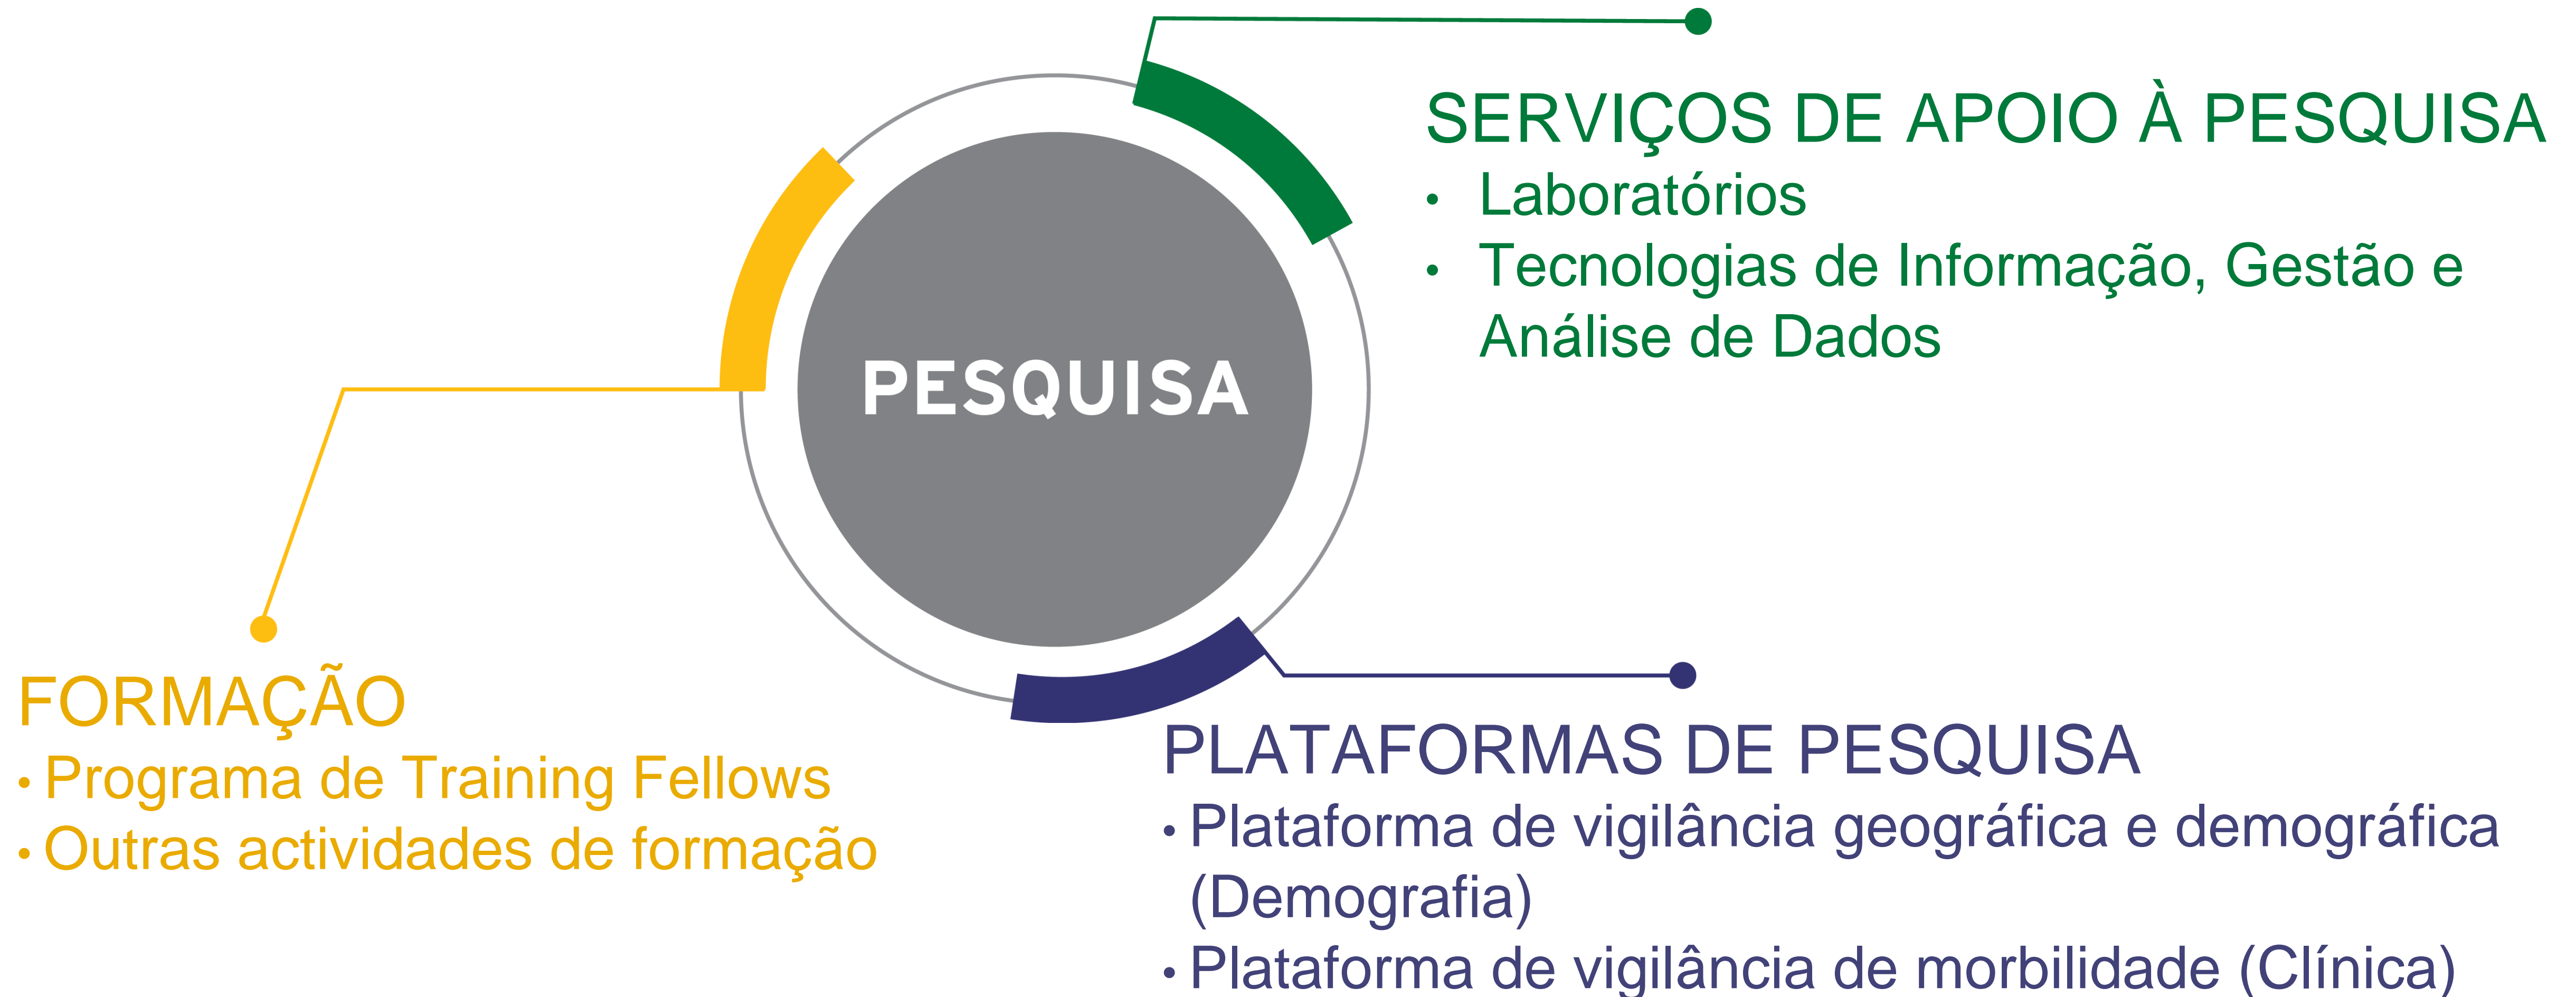 SERVIÇOS DE APOIO À PESQUISA
• Laboratórios
• Tecnologias de Informação, Gestão e
Análise de Dados
PESQUISA
FORMAÇÃO
• Programa de Training Fellows
• Outras actividades de formação
PLATAFORMAS DE PESQUISA
• Plataforma de vigilância geográfica e demográfica
(Demografia)
• Plataforma de vigilância de morbilidade (Clínica)